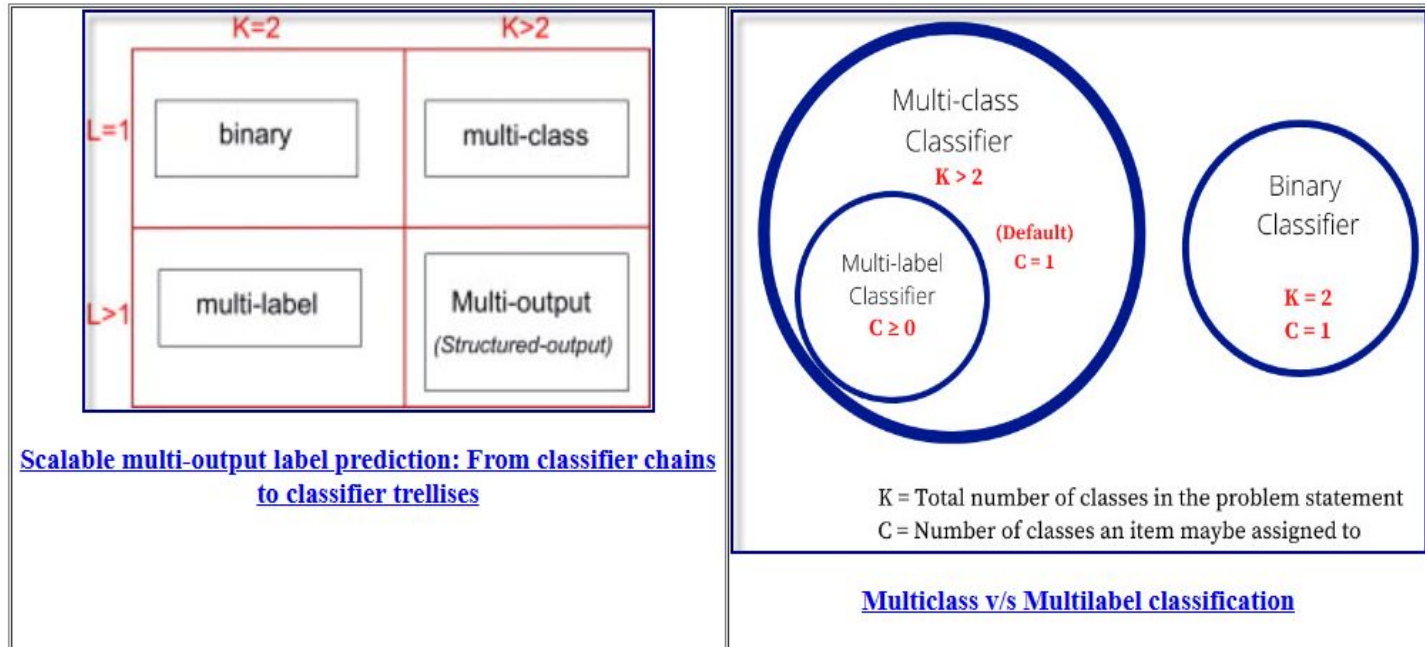 K=2 K>2
L=1 binary multi-class
L>1 multi-label Multi-output
(Structured-output)
Scalable multi-output label prediction: From classifier chains
to classifier trellises
Multi-class
Classifier
K > 2
(Default)
C = 1
Multi-label
Classifier
C ≥ 0
Binary
Classifier
K = 2
C = 1
K = Total number of classes in the problem statement
C = Number of classes an item maybe assigned to
Multiclass v/s Multilabel classification